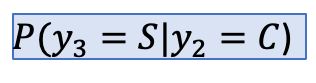 P(y₃ = S|y₂ = C)